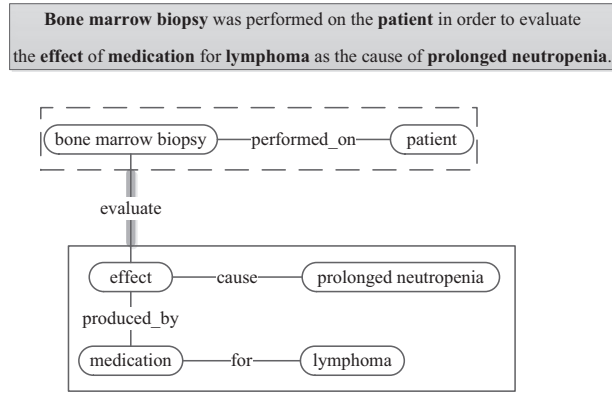 Bone marrow biopsy was performed on the patient in order to evaluate
the effect of medication for lymphoma as the cause of prolonged neutropenia.
bone marrow biopsy performed_on patient
evaluate
effect cause prolonged neutropenia
produced_by
medication for lymphoma